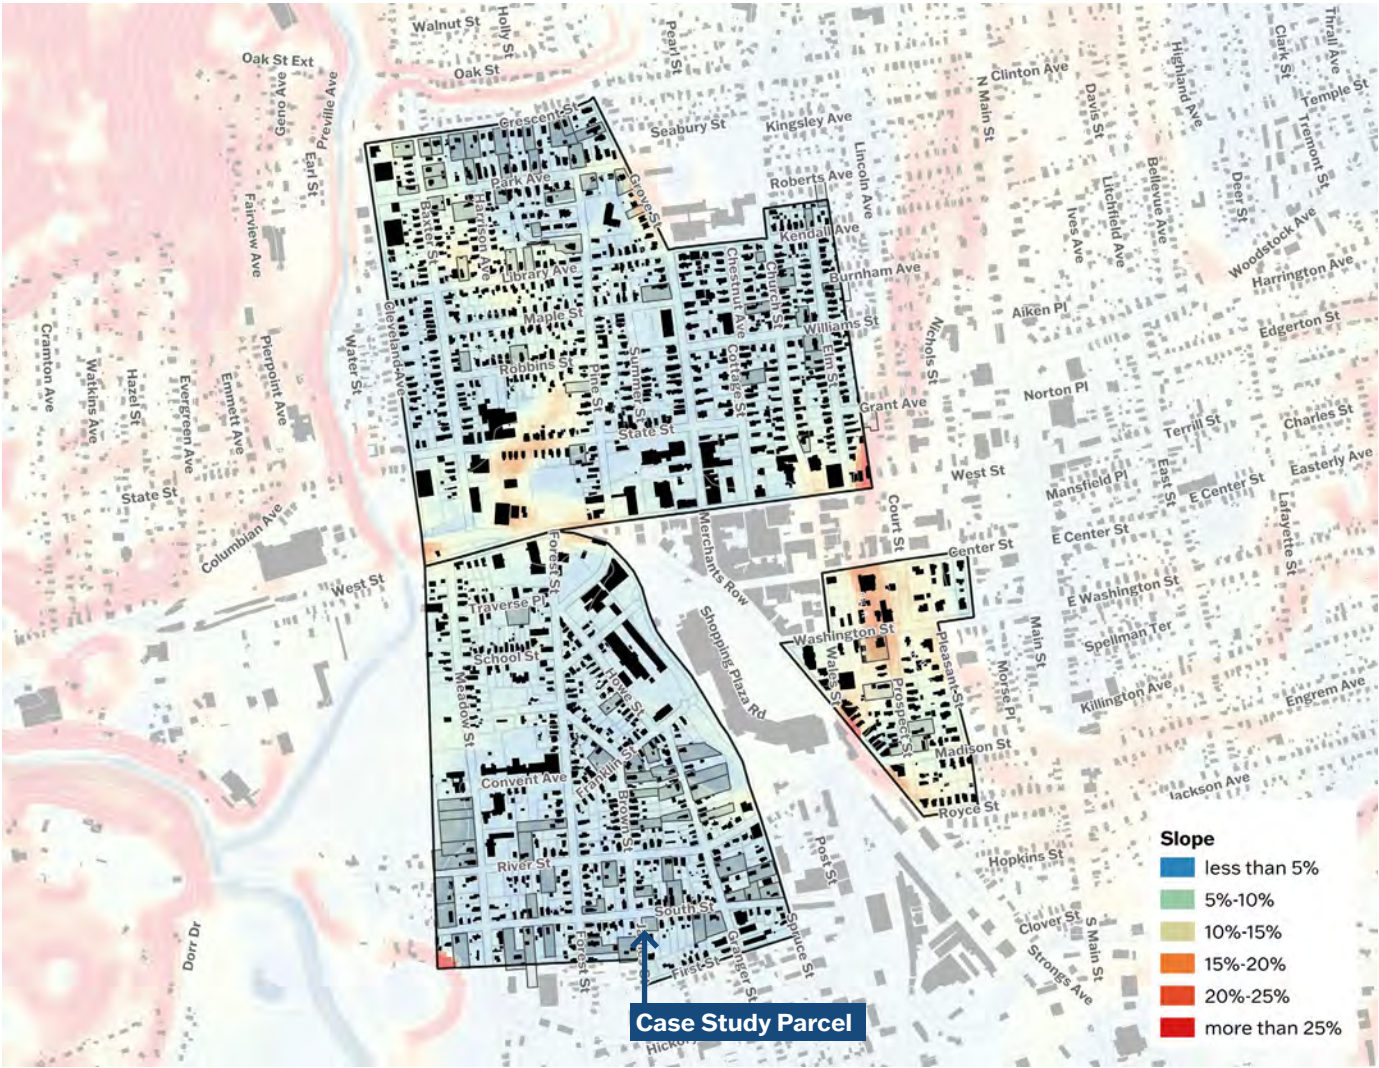 Walnut St
Holly St
Pearl St
Thrall Ave
Clark St
Highland Ave
Oak St Ext
Oak St
Clinton Ave
N Main St
Davis St
Temple St
Tremont St
Geno Ave
Preville Ave
Earl St
Crescent St
Seabury St
Kingsley Ave
Lincoln Ave
Roberts Ave
Bellevue Ave
Litchfield Ave
Ives Ave
Deer St
Woodstock Ave
Harrington Ave
Edgerton St
Fairview Ave
Park Ave
Grove St
Baxter St
Harrison Ave
Library Ave
Kendall Ave
Burnham Ave
Chestnut Ave
Church St
Williams St
Elm St
Nichols St
Aiken Pl
Cleveland Ave
Water St
Maple St
Robbins St
Pine St
Summer St
Cottage St
Grant Ave
Norton Pl
Charles St
Terrill St
Easterly Ave
Cramton Ave
Watkins Ave
Hazel St
Evergreen Ave
Emmett Ave
Pierpoint Ave
State St
State St
West St
Mansfield Pl
East St
E Center St
Lafayette St
Columbian Ave
Merchants Row
Court St
Center St
E Center St
West St
Forest St
Traverse Pl
School St
Meadow St
Howe St
Shopping Plaza Rd
Washington St
Wales St
Pleasant St
Prospect St
Main St
Morse Pl
E Washington St
Spellman Ter
Killington Ave
Engrem Ave
Madison St
Jackson Ave
Royce St
Convent Ave
Franklin St
Brown St
River St
Post St
Hopkins St
South St
Clover St
S Main St
Strongs Ave
Dorr Dr
Forest St
First St
Granger St
Spruce St
Case Study Parcel
Slope
less than 5%
5%-10%
10%-15%
15%-20%
20%-25%
more than 25%